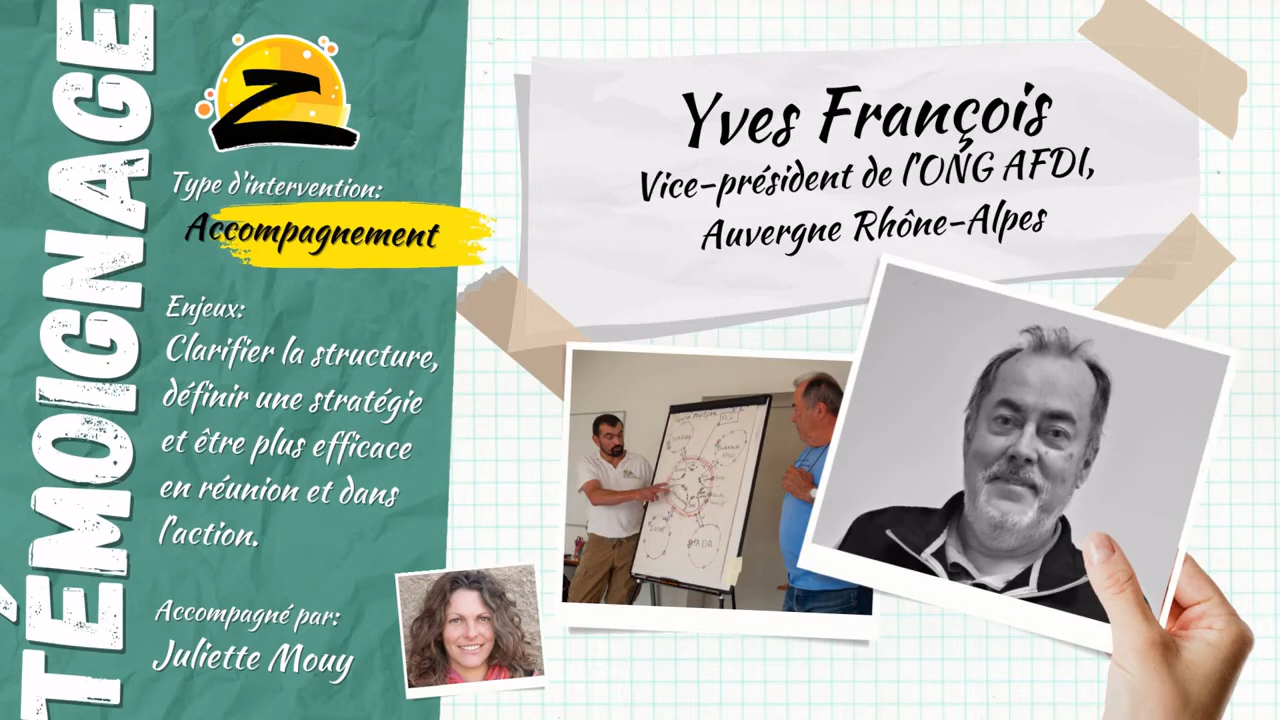 TÉMOIGNAGE
Z
Type d'intervention:
Accompagnement
Enjeux:
Clarifier la structure,
définir une stratégie
et être plus efficace
en réunion et dans
l'action.
Accompagné par:
Juliette Mouy
Yves François
Vice-président de l'ONG AFDI,
Auvergne Rhône-Alpes